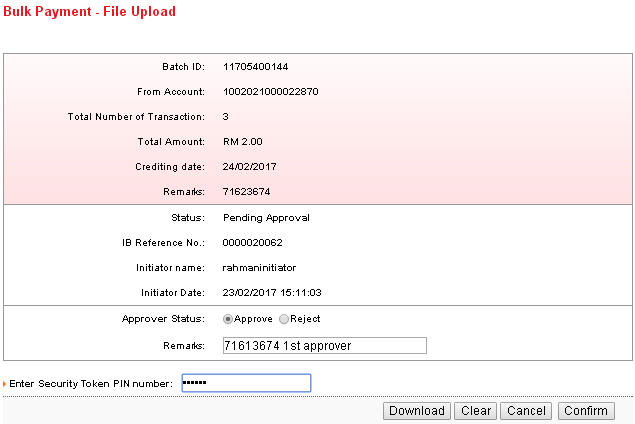 Bulk Payment - File Upload
Batch ID: 11705400144
From Account: 1002021000022870
Total Number of Transaction: 3
Total Amount: RM 2.00
Crediting date: 24/02/2017
Remarks: 71623674
Status: Pending Approval
IB Reference No.: 0000020062
Initiator name: rahmaninitiator
Initiator Date: 23/02/2017 15:11:03
Approver Status: Approve Reject
Remarks: 71613674 1st approver
Enter Security Token PIN number: ••••••
Download Clear Cancel Confirm